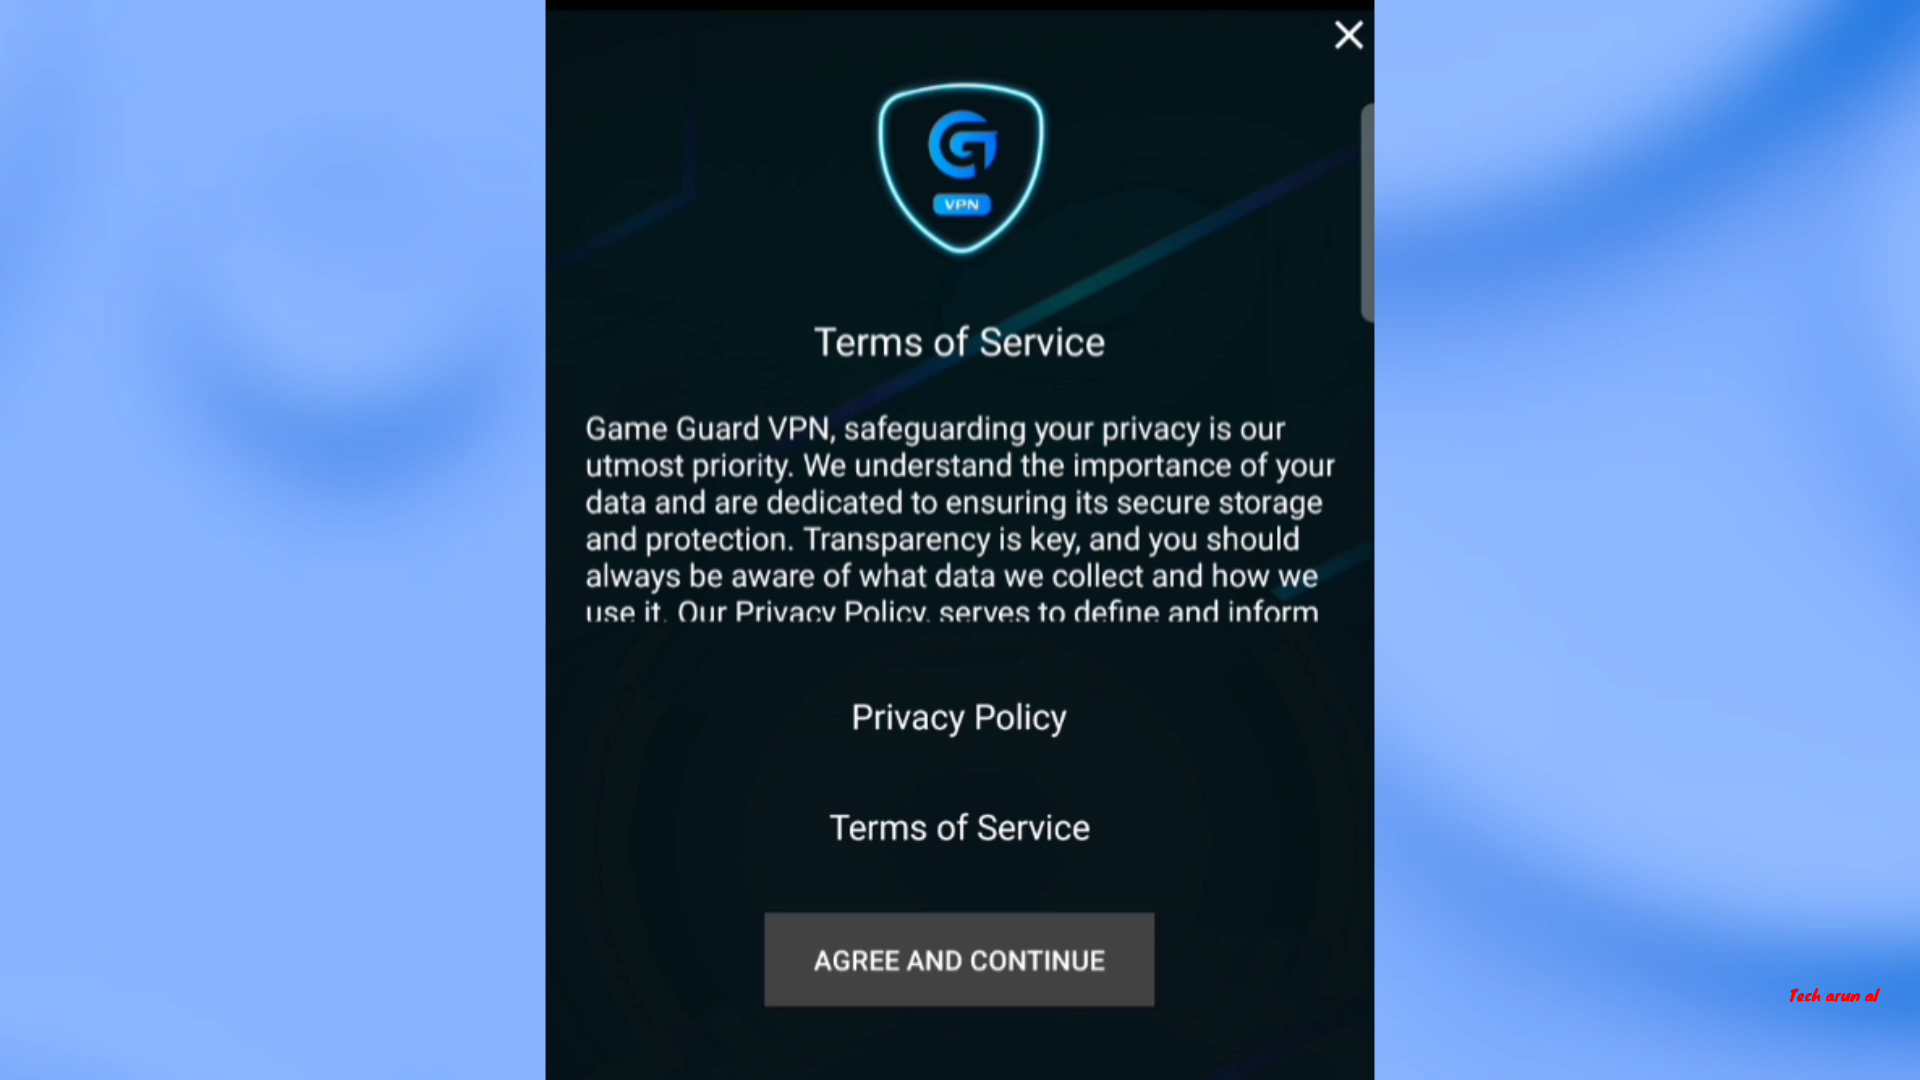 VPN
Terms of Service
Game Guard VPN, safeguarding your privacy is our
utmost priority. We understand the importance of your
data and are dedicated to ensuring its secure storage
and protection. Transparency is key, and you should
always be aware of what data we collect and how we
use it. Our Privacy Policy, serves to define and inform
Privacy Policy
Terms of Service
AGREE AND CONTINUE
Tech arun al